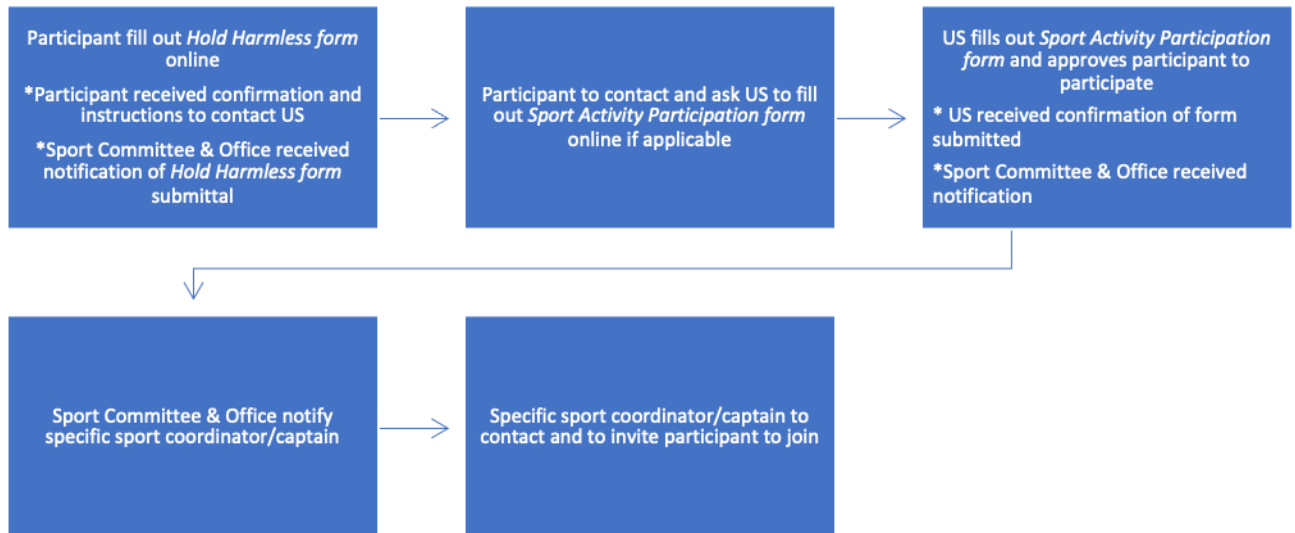 Participant fill out Hold Harmless form
online
*Participant received confirmation and
instructions to contact US
*Sport Committee & Office received
notification of Hold Harmless form
submittal
Participant to contact and ask US to fill
out Sport Activity Participation form
online if applicable
US fills out Sport Activity Participation
form and approves participant to
participate
* US received confirmation of form
submitted
*Sport Committee & Office received
notification
Sport Committee & Office notify
specific sport coordinator/captain
Specific sport coordinator/captain to
contact and to invite participant to join